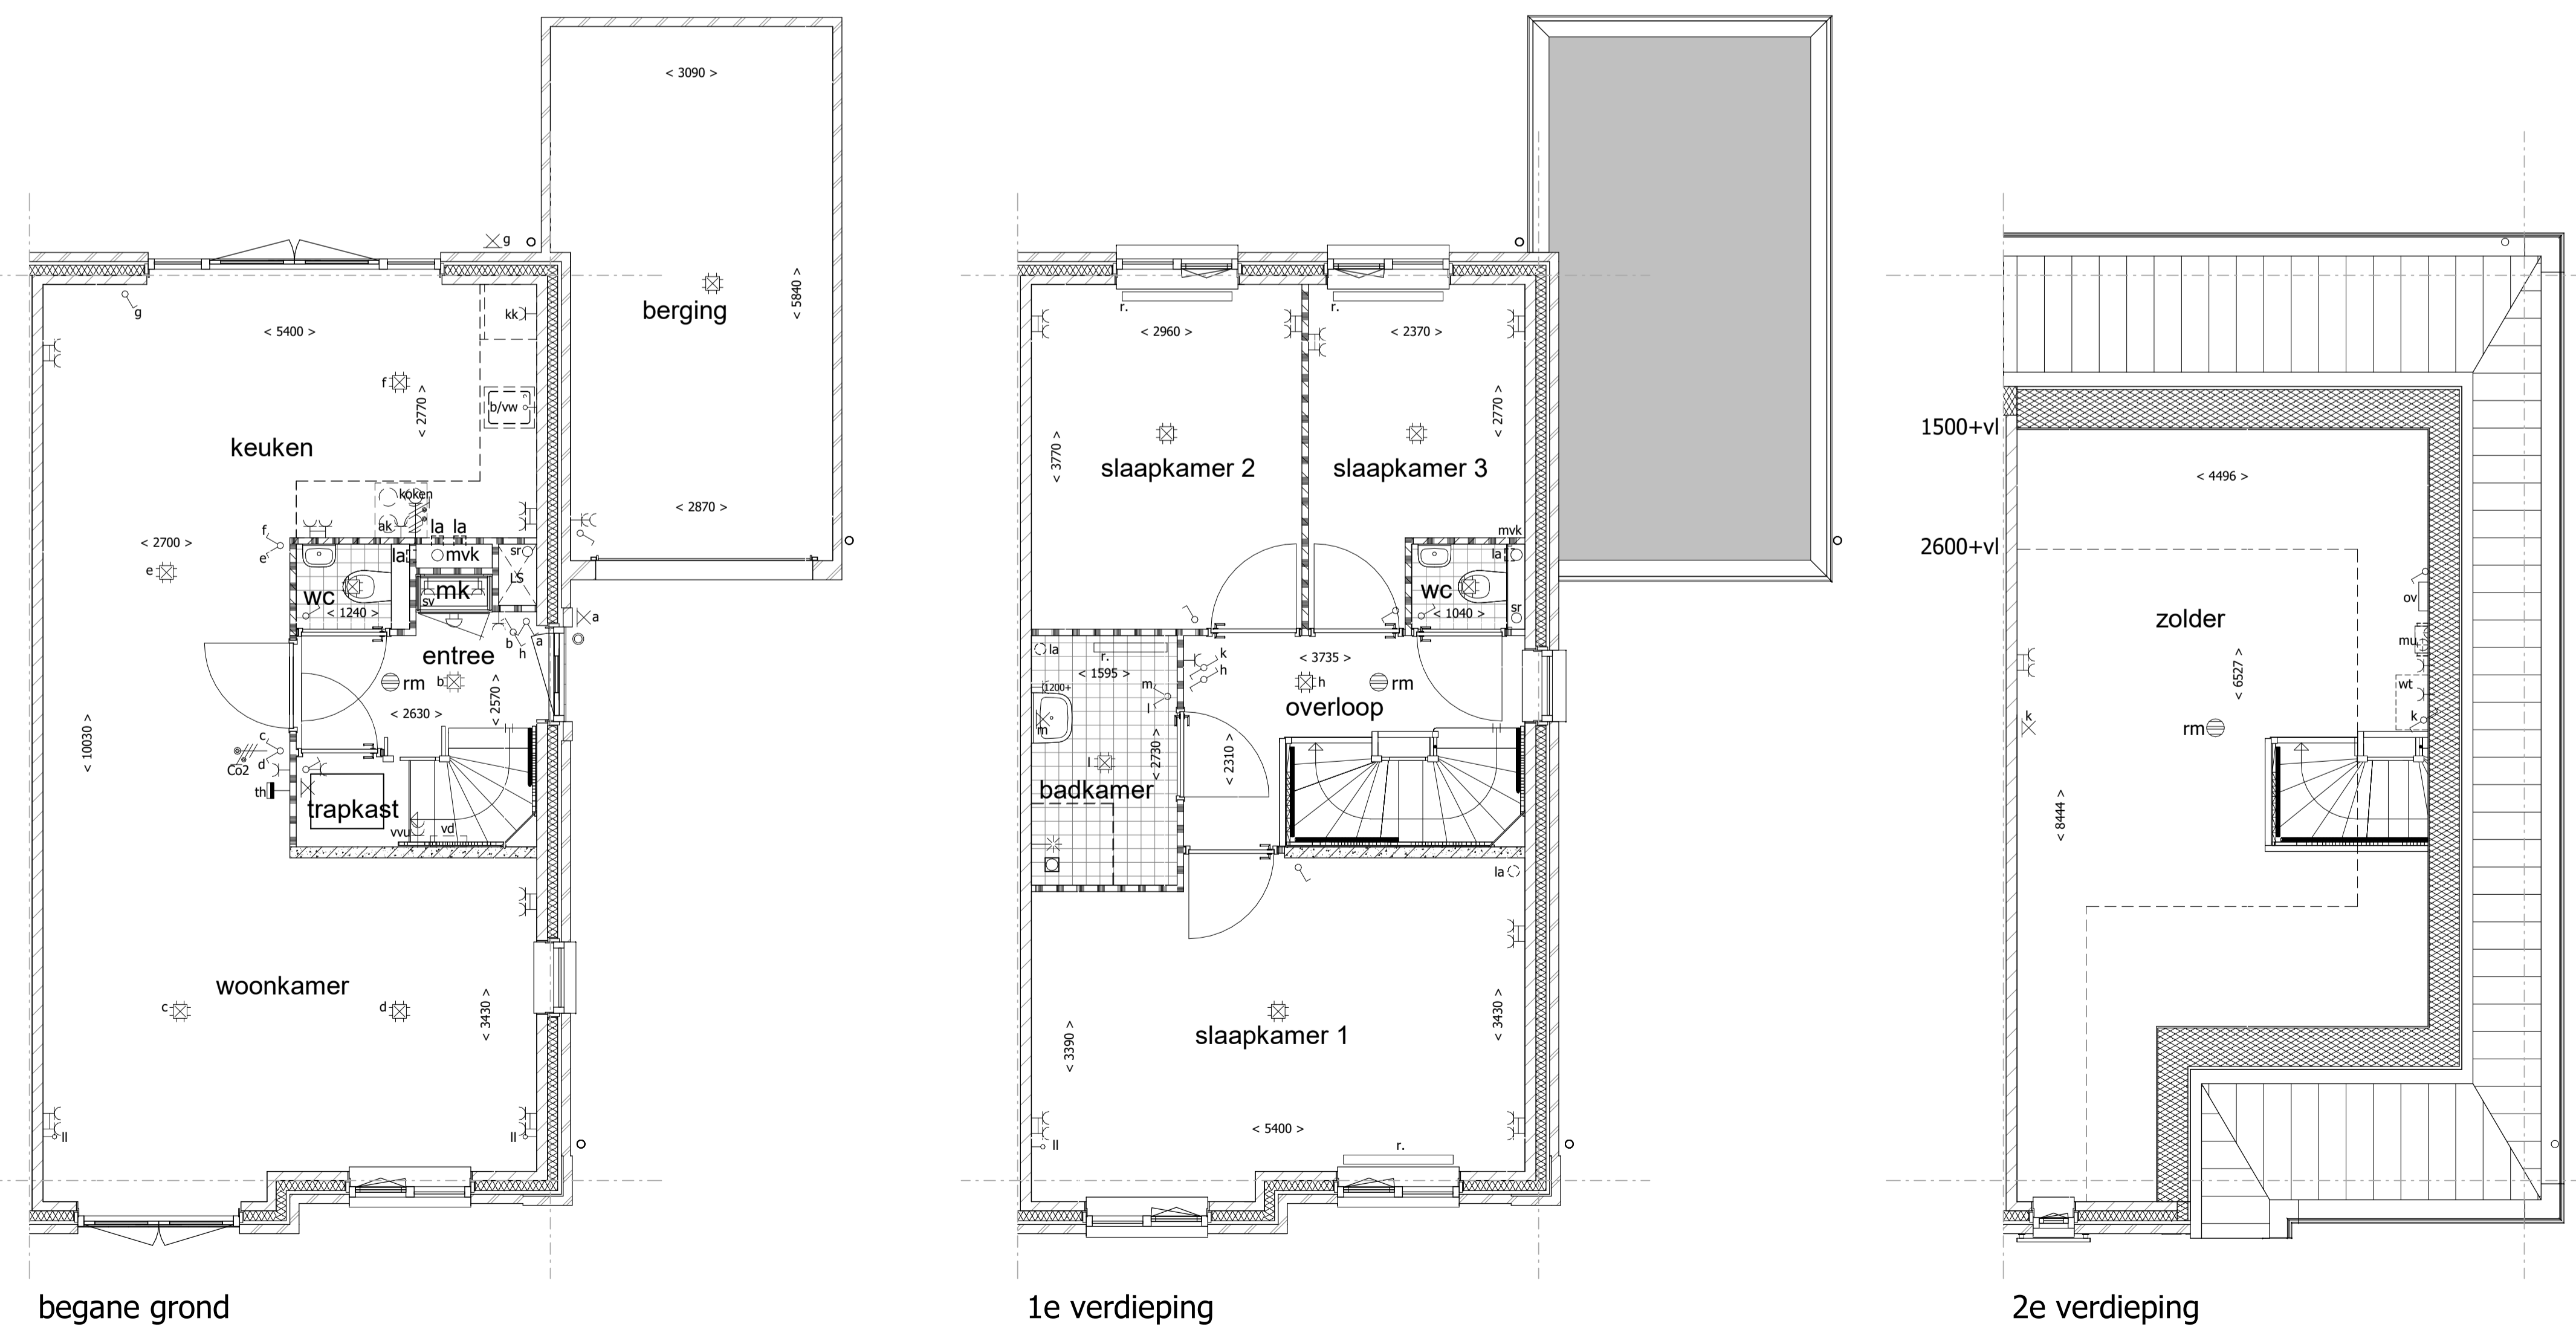 < 3090 >
g
berging
< 5840 >
< 2870 >
g
kk
< 5400 >
f
< 2770 >
b/vw
keuken
koken
ak
la la
f
e
< 2700 >
e
la
mvk
sr
LS
wc
< 1240 >
mk
sv
a
b
h
a
entree
rm
b
< 2570 >
< 2630 >
< 10030 >
c
d
Co2
th
trapkast
vvu
vd
woonkamer
c
d
< 3430 >
ll
ll
begane grond
r.
r.
< 2960 >
< 2370 >
< 2770 >
< 3770 >
slaapkamer 2
slaapkamer 3
mvk
la
wc
< 1040 >
sr
la
r.
< 1595 >
1200+
m
m
l
k
h
< 3735 >
h
rm
overloop
< 2730 >
< 2310 >
l
badkamer
la
slaapkamer 1
< 3390 >
< 3430 >
< 5400 >
r.
ll
1e verdieping
1500+vl
< 4496 >
2600+vl
ov
zolder
mu
< 6527 >
wt
k
k
rm
< 8444 >
2e verdieping